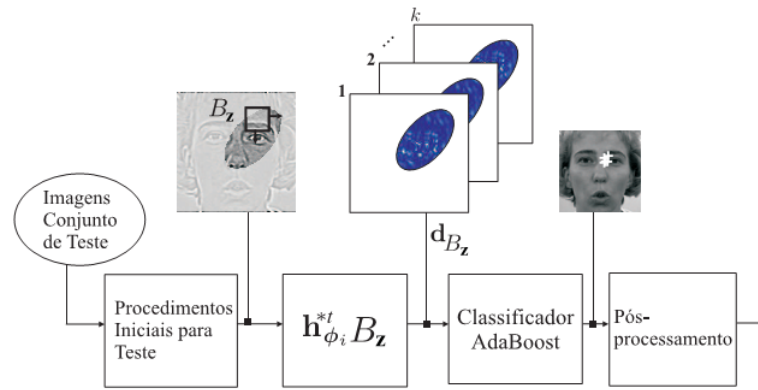 k
⋰
2
1
B_z
Imagens
Conjunto
de Teste
d_{B_z}
Procedimentos
Iniciais para
Teste
h^{*t}_{ϕ_i} B_z
Classificador
AdaBoost
Pós-
processamento